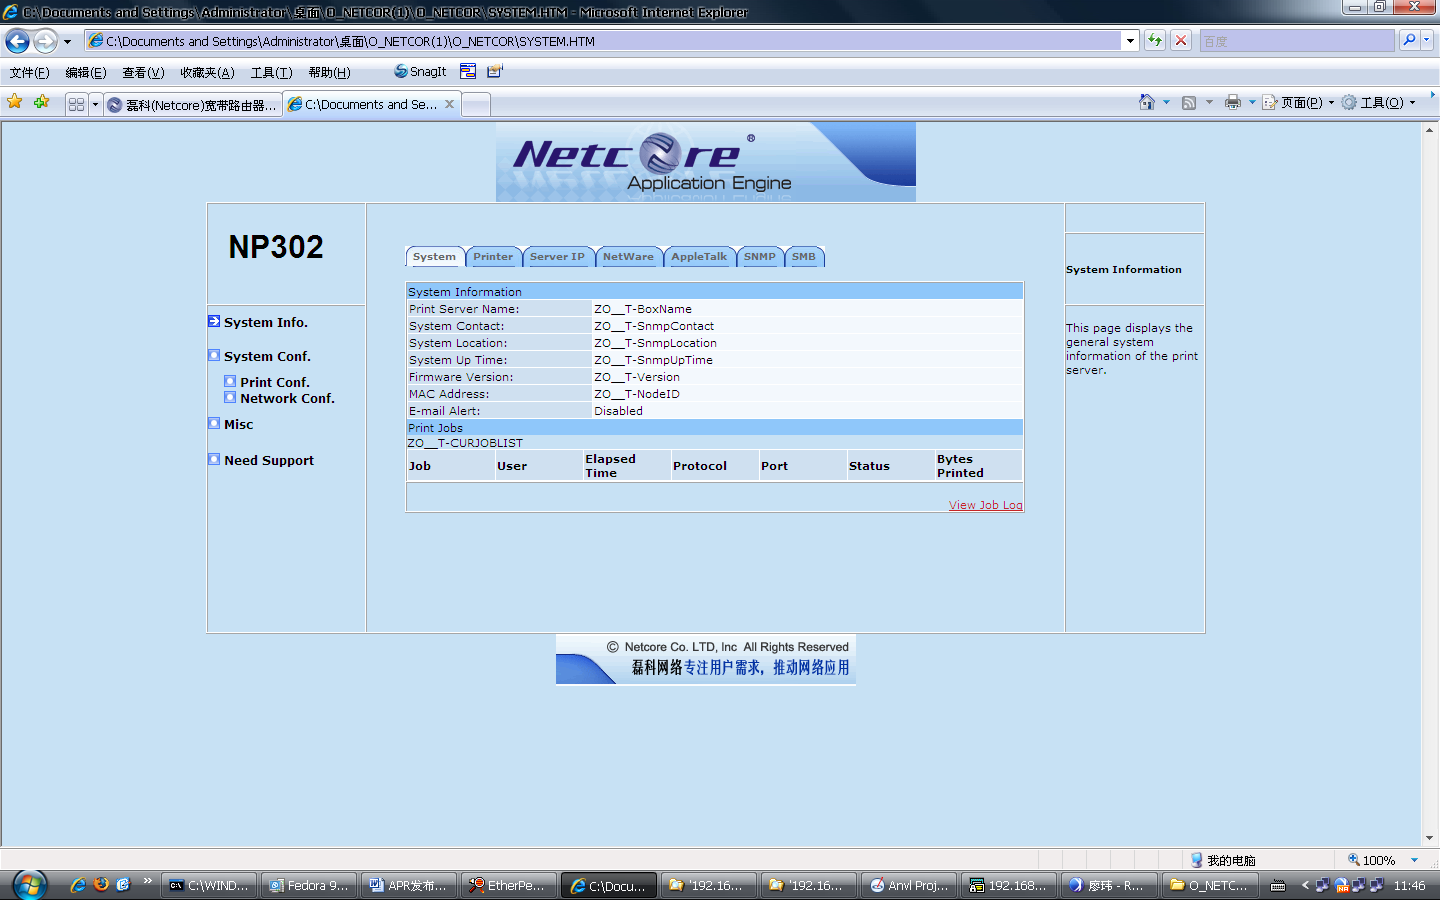 C:\Documents and Settings\Administrator\桌面\O_NETCOR(1)\O_NETCOR\SYSTEM.HTM - Microsoft Internet Explorer
C:\Documents and Settings\Administrator\桌面\O_NETCOR(1)\O_NETCOR\SYSTEM.HTM
百度
文件(F) 编辑(E) 查看(V) 收藏夹(A) 工具(T) 帮助(H) SnagIt
磊科(Netcore)宽带路由器... C:\Documents and Se... 页面(P) 工具(O)
Netcore ®
Application Engine
NP302
System Printer Server IP NetWare AppleTalk SNMP SMB
System Information
System Info.
System Conf.
Print Conf.
Network Conf.
Misc
Need Support
System Information
Print Server Name: ZO__T-BoxName
System Contact: ZO__T-SnmpContact
System Location: ZO__T-SnmpLocation
System Up Time: ZO__T-SnmpUpTime
Firmware Version: ZO__T-Version
MAC Address: ZO__T-NodeID
E-mail Alert: Disabled
Print Jobs
ZO__T-CURJOBLIST
Job User Elapsed Time Protocol Port Status Bytes Printed
View Job Log
This page displays the
general system
information of the print
server.
© Netcore Co. LTD, Inc All Rights Reserved
磊科网络专注用户需求，推动网络应用
我的电脑 100%
C:\WIND... Fedora 9... APR发布... EtherPe... C:\Docu... '192.16... '192.16... Anvl Proj... 192.168... 廖玮 - R... O_NETC... 11:46